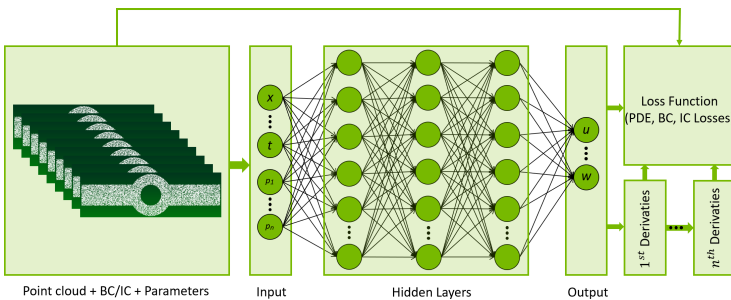 x
t
p₁
pₙ
u
w
Loss Function
(PDE, BC, IC Losses)
1ˢᵗ Derivaties
nᵗʰ Derivaties
Point cloud + BC/IC + Parameters
Input
Hidden Layers
Output